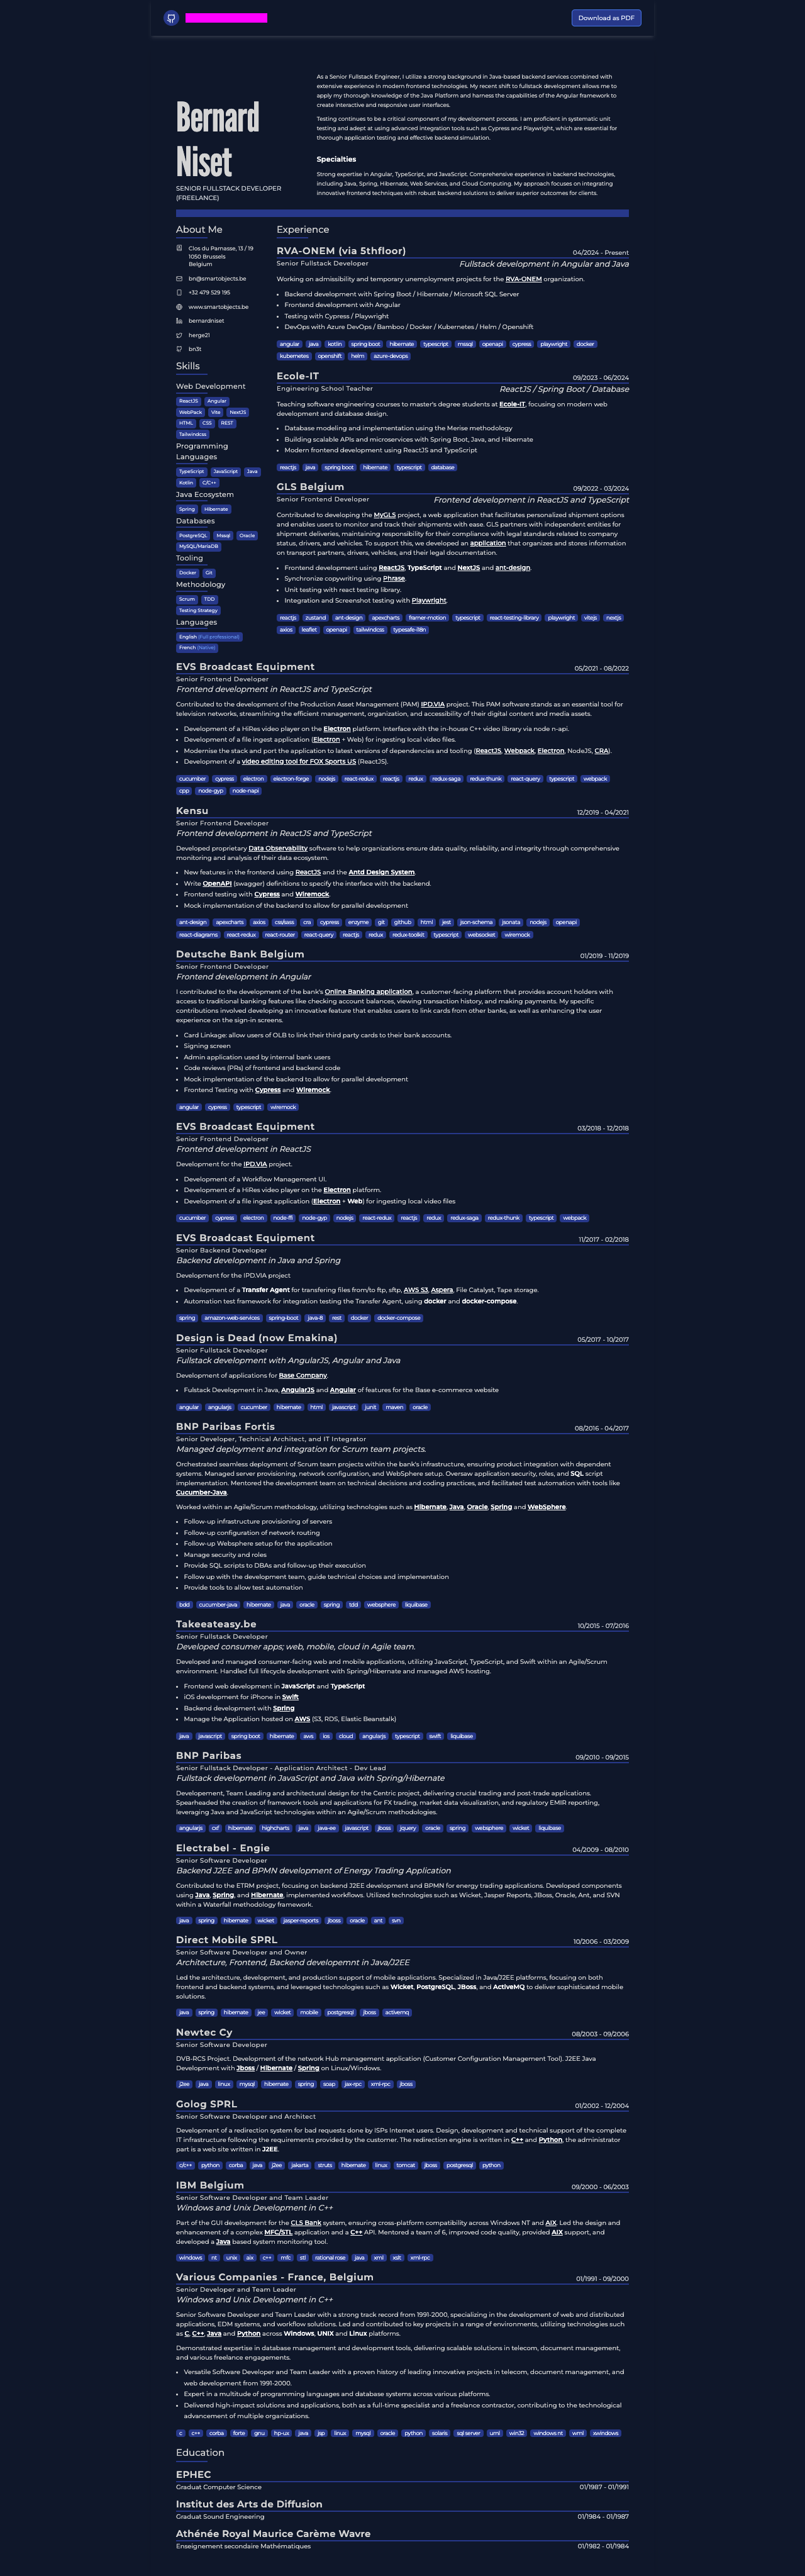 Download as PDF
Bernard
Niset
SENIOR FULLSTACK DEVELOPER
(FREELANCE)
As a Senior Fullstack Engineer, I utilize a strong background in Java-based backend services combined with
extensive experience in modern frontend technologies. My recent shift to fullstack development allows me to
apply my thorough knowledge of the Java Platform and harness the capabilities of the Angular framework to
create interactive and responsive user interfaces.
Testing continues to be a critical component of my development process. I am proficient in systematic unit
testing and adept at using advanced integration tools such as Cypress and Playwright, which are essential for
thorough application testing and effective backend simulation.
Specialties
Strong expertise in Angular, TypeScript, and JavaScript. Comprehensive experience in backend technologies,
including Java, Spring, Hibernate, Web Services, and Cloud Computing. My approach focuses on integrating
innovative frontend techniques with robust backend solutions to deliver superior outcomes for clients.
About Me
Clos du Parnasse, 13 / 19
1050 Brussels
Belgium
bn@smartobjects.be
+32 479 529 195
www.smartobjects.be
bernardniset
herge21
bn3t
Skills
Web Development
ReactJS Angular
WebPack Vite NextJS
HTML CSS REST
Tailwindcss
Programming
Languages
TypeScript JavaScript Java
Kotlin C/C++
Java Ecosystem
Spring Hibernate
Databases
PostgreSQL Mssql Oracle
MySQL/MariaDB
Tooling
Docker Git
Methodology
Scrum TDD
Testing Strategy
Languages
English (Full professional)
French (Native)
Experience
RVA-ONEM (via 5thfloor) 04/2024 - Present
Senior Fullstack Developer Fullstack development in Angular and Java
Working on admissibility and temporary unemployment projects for the RVA-ONEM organization.
• Backend development with Spring Boot / Hibernate / Microsoft SQL Server
• Frontend development with Angular
• Testing with Cypress / Playwright
• DevOps with Azure DevOps / Bamboo / Docker / Kubernetes / Helm / Openshift
angular java kotlin spring boot hibernate typescript mssql openapi cypress playwright docker
kubernetes openshift helm azure-devops
Ecole-IT 09/2023 - 06/2024
Engineering School Teacher ReactJS / Spring Boot / Database
Teaching software engineering courses to master's degree students at Ecole-IT, focusing on modern web
development and database design.
• Database modeling and implementation using the Merise methodology
• Building scalable APIs and microservices with Spring Boot, Java, and Hibernate
• Modern frontend development using ReactJS and TypeScript
reactjs java spring boot hibernate typescript database
GLS Belgium 09/2022 - 03/2024
Senior Frontend Developer Frontend development in ReactJS and TypeScript
Contributed to developing the MyGLS project, a web application that facilitates personalized shipment options
and enables users to monitor and track their shipments with ease. GLS partners with independent entities for
shipment deliveries, maintaining responsibility for their compliance with legal standards related to company
status, drivers, and vehicles. To support this, we developed an application that organizes and stores information
on transport partners, drivers, vehicles, and their legal documentation.
• Frontend development using ReactJS, TypeScript and NextJS and ant-design.
• Synchronize copywriting using Phrase.
• Unit testing with react testing library.
• Integration and Screenshot testing with Playwright.
reactjs zustand ant-design apexcharts framer-motion typescript react-testing-library playwright vitejs nextjs
axios leaflet openapi tailwindcss typesafe-i18n
EVS Broadcast Equipment 05/2021 - 08/2022
Senior Frontend Developer
Frontend development in ReactJS and TypeScript
Contributed to the development of the Production Asset Management (PAM) IPD.VIA project. This PAM software stands as an essential tool for
television networks, streamlining the efficient management, organization, and accessibility of their digital content and media assets.
• Development of a HiRes video player on the Electron platform. Interface with the in-house C++ video library via node n-api.
• Development of a file ingest application (Electron + Web) for ingesting local video files.
• Modernise the stack and port the application to latest versions of dependencies and tooling (ReactJS, Webpack, Electron, NodeJS, CRA).
• Development of a video editing tool for FOX Sports US (ReactJS).
cucumber cypress electron electron-forge nodejs react-redux reactjs redux redux-saga redux-thunk react-query typescript webpack
cpp node-gyp node-napi
Kensu 12/2019 - 04/2021
Senior Frontend Developer
Frontend development in ReactJS and TypeScript
Developed proprietary Data Observability software to help organizations ensure data quality, reliability, and integrity through comprehensive
monitoring and analysis of their data ecosystem.
• New features in the frontend using ReactJS and the Antd Design System.
• Write OpenAPI (swagger) definitions to specify the interface with the backend.
• Frontend testing with Cypress and Wiremock.
• Mock implementation of the backend to allow for parallel development
ant-design apexcharts axios css/sass cra cypress enzyme git github html jest json-schema jsonata nodejs openapi
react-diagrams react-redux react-router react-query reactjs redux redux-toolkit typescript websocket wiremock
Deutsche Bank Belgium 01/2019 - 11/2019
Senior Frontend Developer
Frontend development in Angular
I contributed to the development of the bank's Online Banking application, a customer-facing platform that provides account holders with
access to traditional banking features like checking account balances, viewing transaction history, and making payments. My specific
contributions involved developing an innovative feature that enables users to link cards from other banks, as well as enhancing the user
experience on the sign-in screens.
• Card Linkage: allow users of OLB to link their third party cards to their bank accounts.
• Signing screen
• Admin application used by internal bank users
• Code reviews (PRs) of frontend and backend code
• Mock implementation of the backend to allow for parallel development
• Frontend Testing with Cypress and Wiremock.
angular cypress typescript wiremock
EVS Broadcast Equipment 03/2018 - 12/2018
Senior Frontend Developer
Frontend development in ReactJS
Development for the IPD.VIA project.
• Development of a Workflow Management UI.
• Development of a HiRes video player on the Electron platform.
• Development of a file ingest application (Electron + Web) for ingesting local video files
cucumber cypress electron node-ffi node-gyp nodejs react-redux reactjs redux redux-saga redux-thunk typescript webpack
EVS Broadcast Equipment 11/2017 - 02/2018
Senior Backend Developer
Backend development in Java and Spring
Development for the IPD.VIA project
• Development of a Transfer Agent for transfering files from/to ftp, sftp, AWS S3, Aspera, File Catalyst, Tape storage.
• Automation test framework for integration testing the Transfer Agent, using docker and docker-compose.
spring amazon-web-services spring-boot java-8 rest docker docker-compose
Design is Dead (now Emakina) 05/2017 - 10/2017
Senior Fullstack Developer
Fullstack development with AngularJS, Angular and Java
Development of applications for Base Company.
• Fulstack Development in Java, AngularJS and Angular of features for the Base e-commerce website
angular angularjs cucumber hibernate html javascript junit maven oracle
BNP Paribas Fortis 08/2016 - 04/2017
Senior Developer, Technical Architect, and IT Integrator
Managed deployment and integration for Scrum team projects.
Orchestrated seamless deployment of Scrum team projects within the bank's infrastructure, ensuring product integration with dependent
systems. Managed server provisioning, network configuration, and WebSphere setup. Oversaw application security, roles, and SQL script
implementation. Mentored the development team on technical decisions and coding practices, and facilitated test automation with tools like
Cucumber-Java.
Worked within an Agile/Scrum methodology, utilizing technologies such as Hibernate, Java, Oracle, Spring and WebSphere.
• Follow-up infrastructure provisioning of servers
• Follow-up configuration of network routing
• Follow-up Websphere setup for the application
• Manage security and roles
• Provide SQL scripts to DBAs and follow-up their execution
• Follow up with the development team, guide technical choices and implementation
• Provide tools to allow test automation
bdd cucumber-java hibernate java oracle spring tdd websphere liquibase
Takeeateasy.be 10/2015 - 07/2016
Senior Fullstack Developer
Developed consumer apps; web, mobile, cloud in Agile team.
Developed and managed consumer-facing web and mobile applications, utilizing JavaScript, TypeScript, and Swift within an Agile/Scrum
environment. Handled full lifecycle development with Spring/Hibernate and managed AWS hosting.
• Frontend web development in JavaScript and TypeScript
• iOS development for iPhone in Swift
• Backend development with Spring
• Manage the Application hosted on AWS (S3, RDS, Elastic Beanstalk)
java javascript spring boot hibernate aws ios cloud angularjs typescript swift liquibase
BNP Paribas 09/2010 - 09/2015
Senior Fullstack Developer - Application Architect - Dev Lead
Fullstack development in JavaScript and Java with Spring/Hibernate
Developement, Team Leading and architectural design for the Centric project, delivering crucial trading and post-trade applications.
Spearheaded the creation of framework tools and applications for FX trading, market data visualization, and regulatory EMIR reporting,
leveraging Java and JavaScript technologies within an Agile/Scrum methodologies.
angularjs cxf hibernate highcharts java java-ee javascript jboss jquery oracle spring websphere wicket liquibase
Electrabel - Engie 04/2009 - 08/2010
Senior Software Developer
Backend J2EE and BPMN development of Energy Trading Application
Contributed to the ETRM project, focusing on backend J2EE development and BPMN for energy trading applications. Developed components
using Java, Spring, and Hibernate, implemented workflows. Utilized technologies such as Wicket, Jasper Reports, JBoss, Oracle, Ant, and SVN
within a Waterfall methodology framework.
java spring hibernate wicket jasper-reports jboss oracle ant svn
Direct Mobile SPRL 10/2006 - 03/2009
Senior Software Developer and Owner
Architecture, Frontend, Backend developemnt in Java/J2EE
Led the architecture, development, and production support of mobile applications. Specialized in Java/J2EE platforms, focusing on both
frontend and backend systems, and leveraged technologies such as Wicket, PostgreSQL, JBoss, and ActiveMQ to deliver sophisticated mobile
solutions.
java spring hibernate jee wicket mobile postgresql jboss activemq
Newtec Cy 08/2003 - 09/2006
Senior Software Developer
DVB-RCS Project. Development of the network Hub management application (Customer Configuration Management Tool). J2EE Java
Development with Jboss / Hibernate / Spring on Linux/Windows.
j2ee java linux mysql hibernate spring soap jax-rpc xml-rpc jboss
Golog SPRL 01/2002 - 12/2004
Senior Software Developer and Architect
Development of a redirection system for bad requests done by ISPs Internet users. Design, development and technical support of the complete
IT infrastructure following the requirements provided by the customer. The redirection engine is written in C++ and Python, the administrator
part is a web site written in J2EE.
c/c++ python corba java j2ee jakarta struts hibernate linux tomcat jboss postgresql python
IBM Belgium 09/2000 - 06/2003
Senior Software Developer and Team Leader
Windows and Unix Development in C++
Part of the GUI development for the CLS Bank system, ensuring cross-platform compatibility across Windows NT and AIX. Led the design and
enhancement of a complex MFC/STL application and a C++ API. Mentored a team of 6, improved code quality, provided AIX support, and
developed a Java based system monitoring tool.
windows nt unix aix c++ mfc stl rational rose java xml xslt xml-rpc
Various Companies - France, Belgium 01/1991 - 09/2000
Senior Developer and Team Leader
Windows and Unix Development in C++
Senior Software Developer and Team Leader with a strong track record from 1991-2000, specializing in the development of web and distributed
applications, EDM systems, and workflow solutions. Led and contributed to key projects in a range of environments, utilizing technologies such
as C, C++, Java and Python across Windows, UNIX and Linux platforms.
Demonstrated expertise in database management and development tools, delivering scalable solutions in telecom, document management,
and various freelance engagements.
• Versatile Software Developer and Team Leader with a proven history of leading innovative projects in telecom, document management, and
web development from 1991-2000.
• Expert in a multitude of programming languages and database systems across various platforms.
• Delivered high-impact solutions and applications, both as a full-time specialist and a freelance contractor, contributing to the technological
advancement of multiple organizations.
c c++ corba forte gnu hp-ux java jsp linux mysql oracle python solaris sql server uml win32 windows nt wml xwindows
Education
EPHEC
Graduat Computer Science 01/1987 - 01/1991
Institut des Arts de Diffusion
Graduat Sound Engineering 01/1984 - 01/1987
Athénée Royal Maurice Carème Wavre
Enseignement secondaire Mathématiques 01/1982 - 01/1984